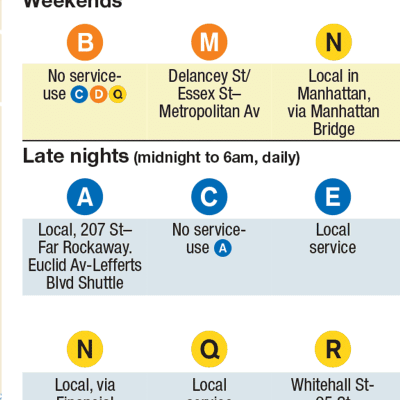 Weekends
B M N
No service- Delancey St/ Local in
use C D Q Essex St– Manhattan,
Metropolitan Av via Manhattan
Bridge
Late nights (midnight to 6am, daily)
A C E
Local, 207 St– No service- Local
Far Rockaway. use A service
Euclid Av-Lefferts
Blvd Shuttle
N Q R
Local, via Local Whitehall St-